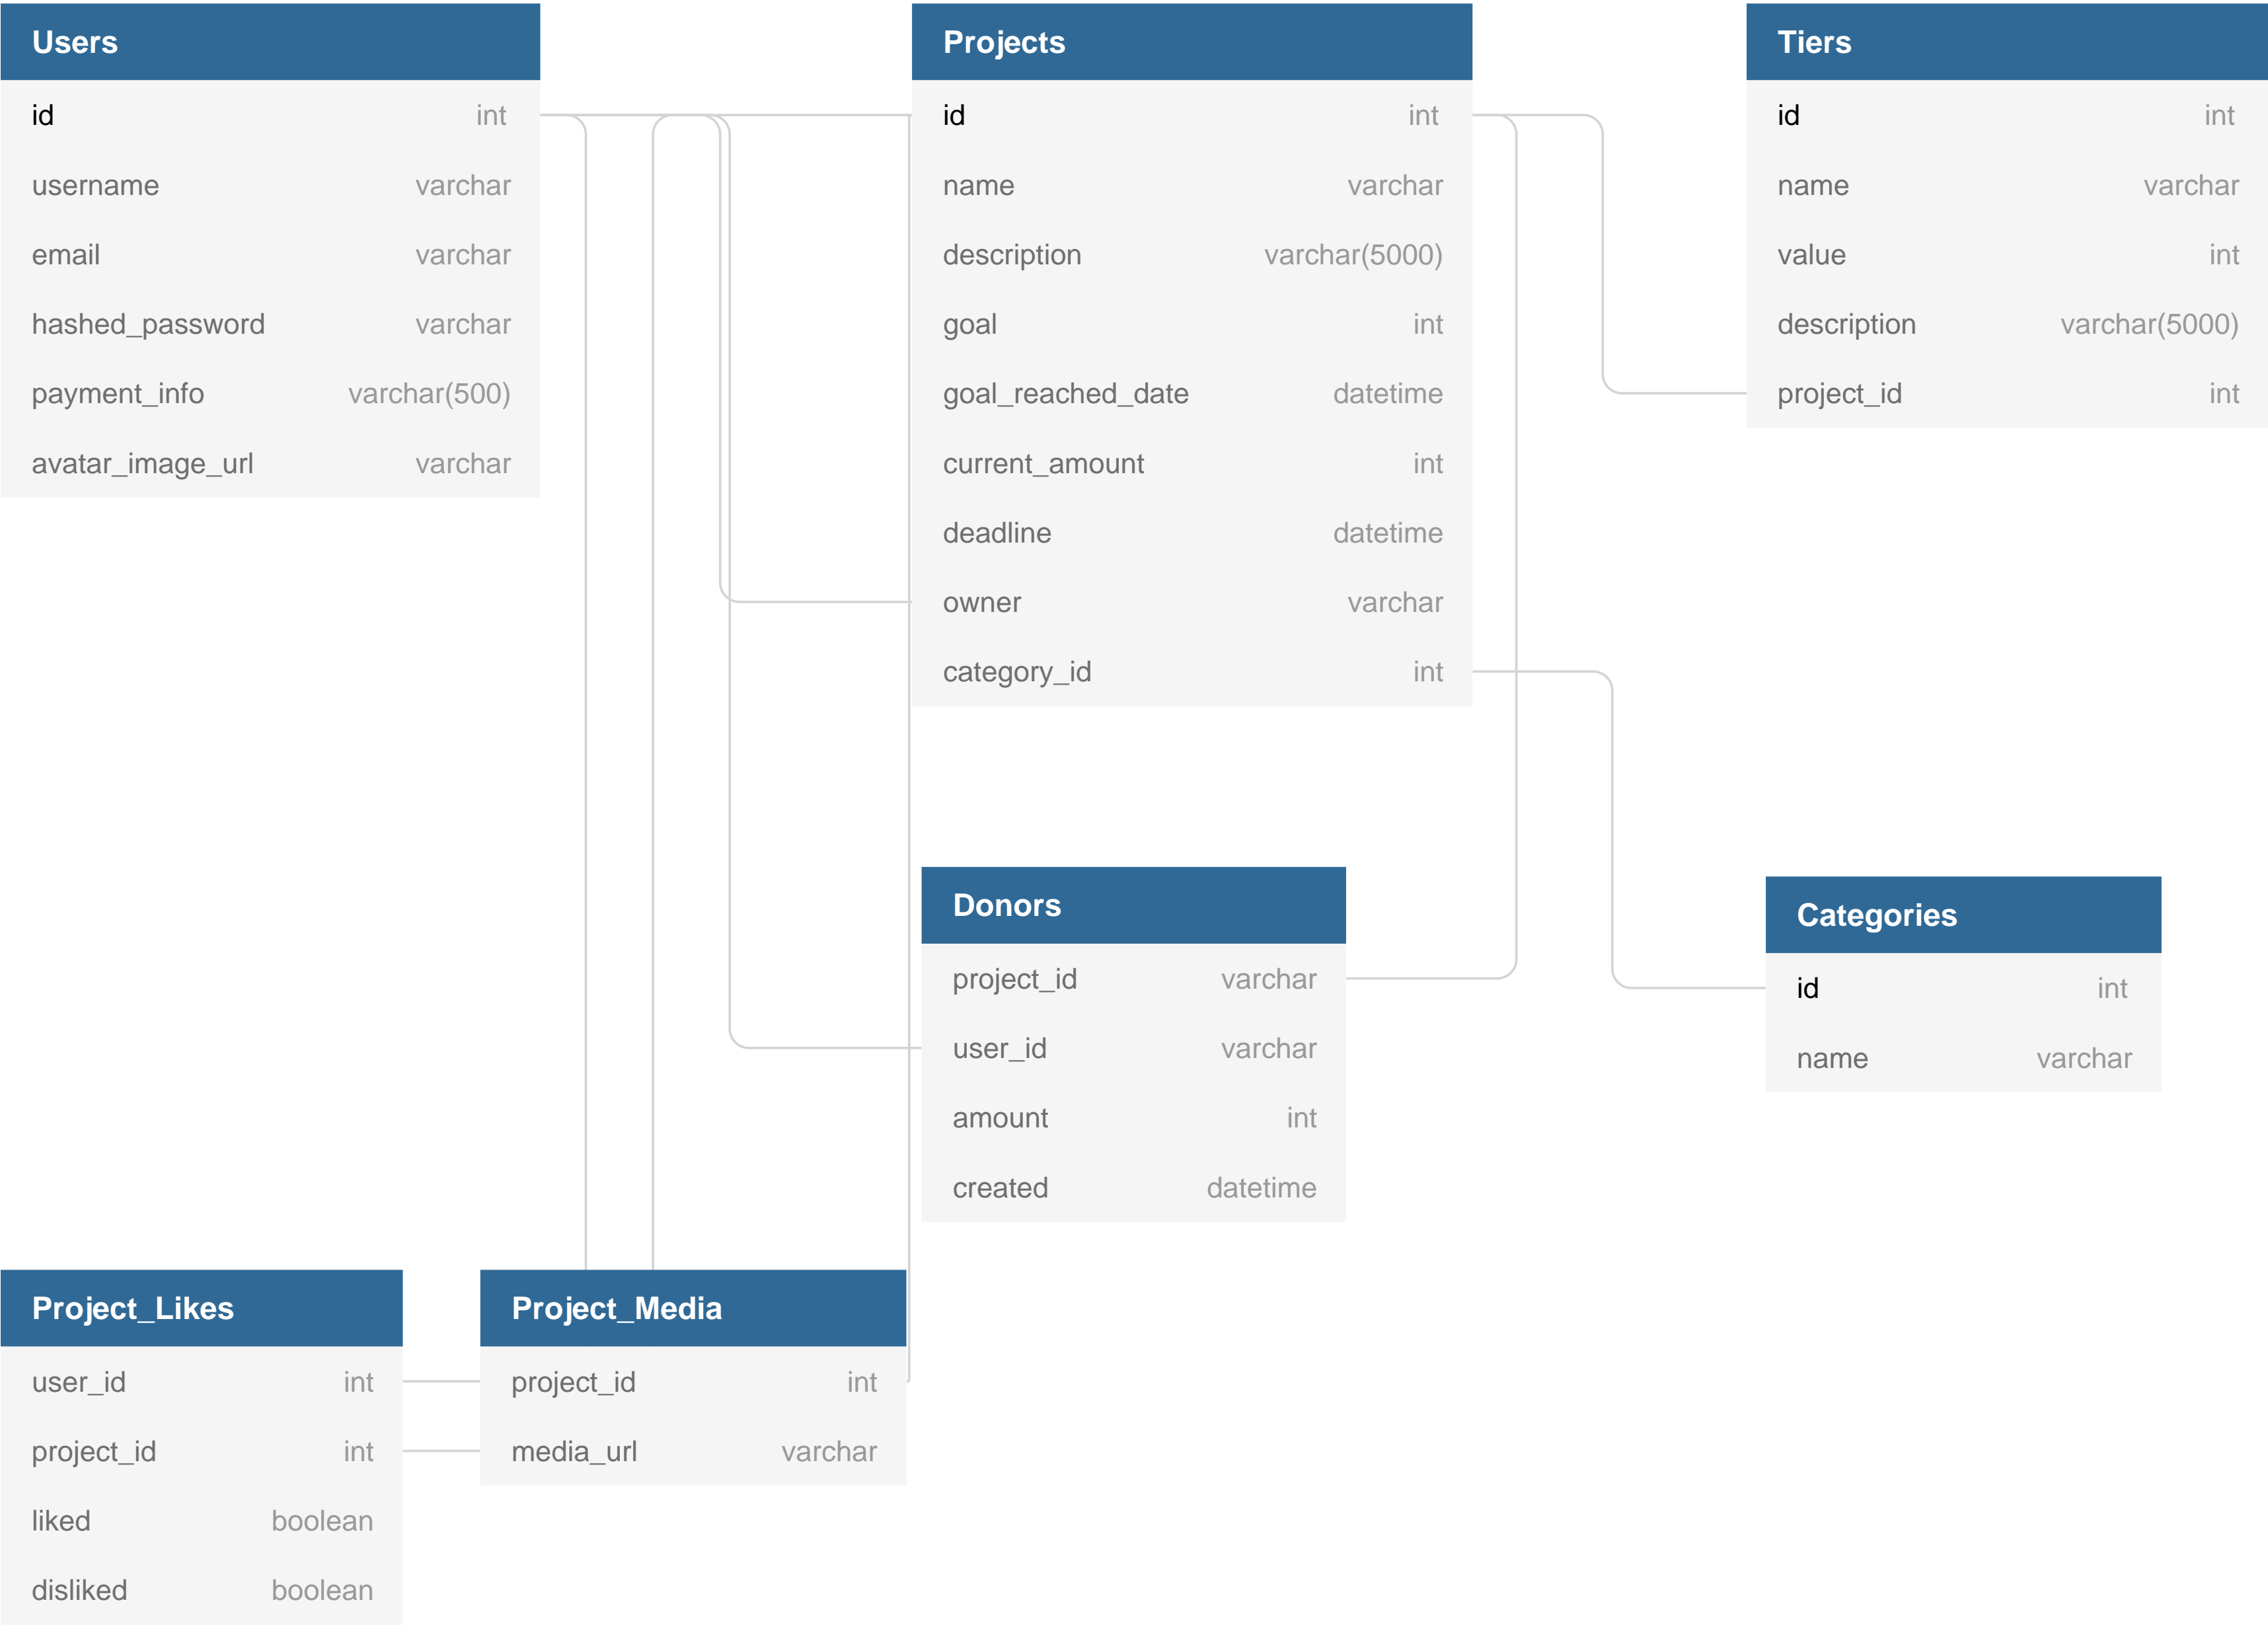 Users
id int
username varchar
email varchar
hashed_password varchar
payment_info varchar(500)
avatar_image_url varchar
Projects
id int
name varchar
description varchar(5000)
goal int
goal_reached_date datetime
current_amount int
deadline datetime
owner varchar
category_id int
Tiers
id int
name varchar
value int
description varchar(5000)
project_id int
Donors
project_id varchar
user_id varchar
amount int
created datetime
Categories
id int
name varchar
Project_Likes
user_id int
project_id int
liked boolean
disliked boolean
Project_Media
project_id int
media_url varchar